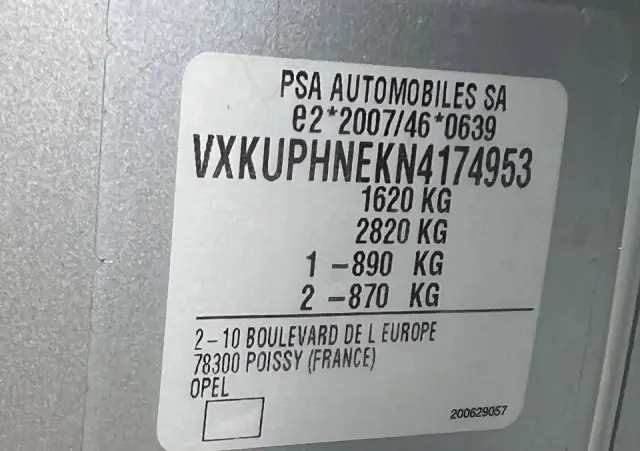 PSA AUTOMOBILES SA
e2*2007/46*0639
VXKUPHNEKN4174953
1620 KG
2820 KG
1 -890 KG
2 -870 KG
2-10 BOULEVARD DE L EUROPE
78300 POISSY (FRANCE)
OPEL
200629057